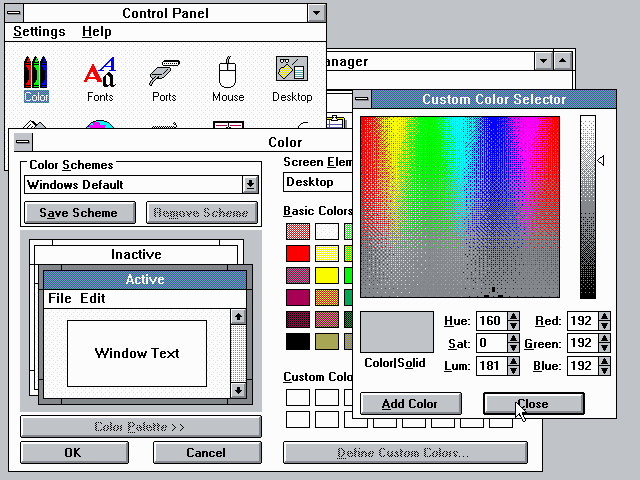 Control Panel
Settings Help
Color
Fonts
Ports
Mouse
Desktop
anager
Color
Color Schemes
Windows Default
Save Scheme
Remove Scheme
Inactive
Active
File Edit
Window Text
Color Palette >>
OK
Cancel
Screen Elem
Desktop
Basic Colors
Custom Colo
Define Custom Colors...
Custom Color Selector
Color|Solid
Hue: 160
Sat: 0
Lum: 181
Red: 192
Green: 192
Blue: 192
Add Color
Close